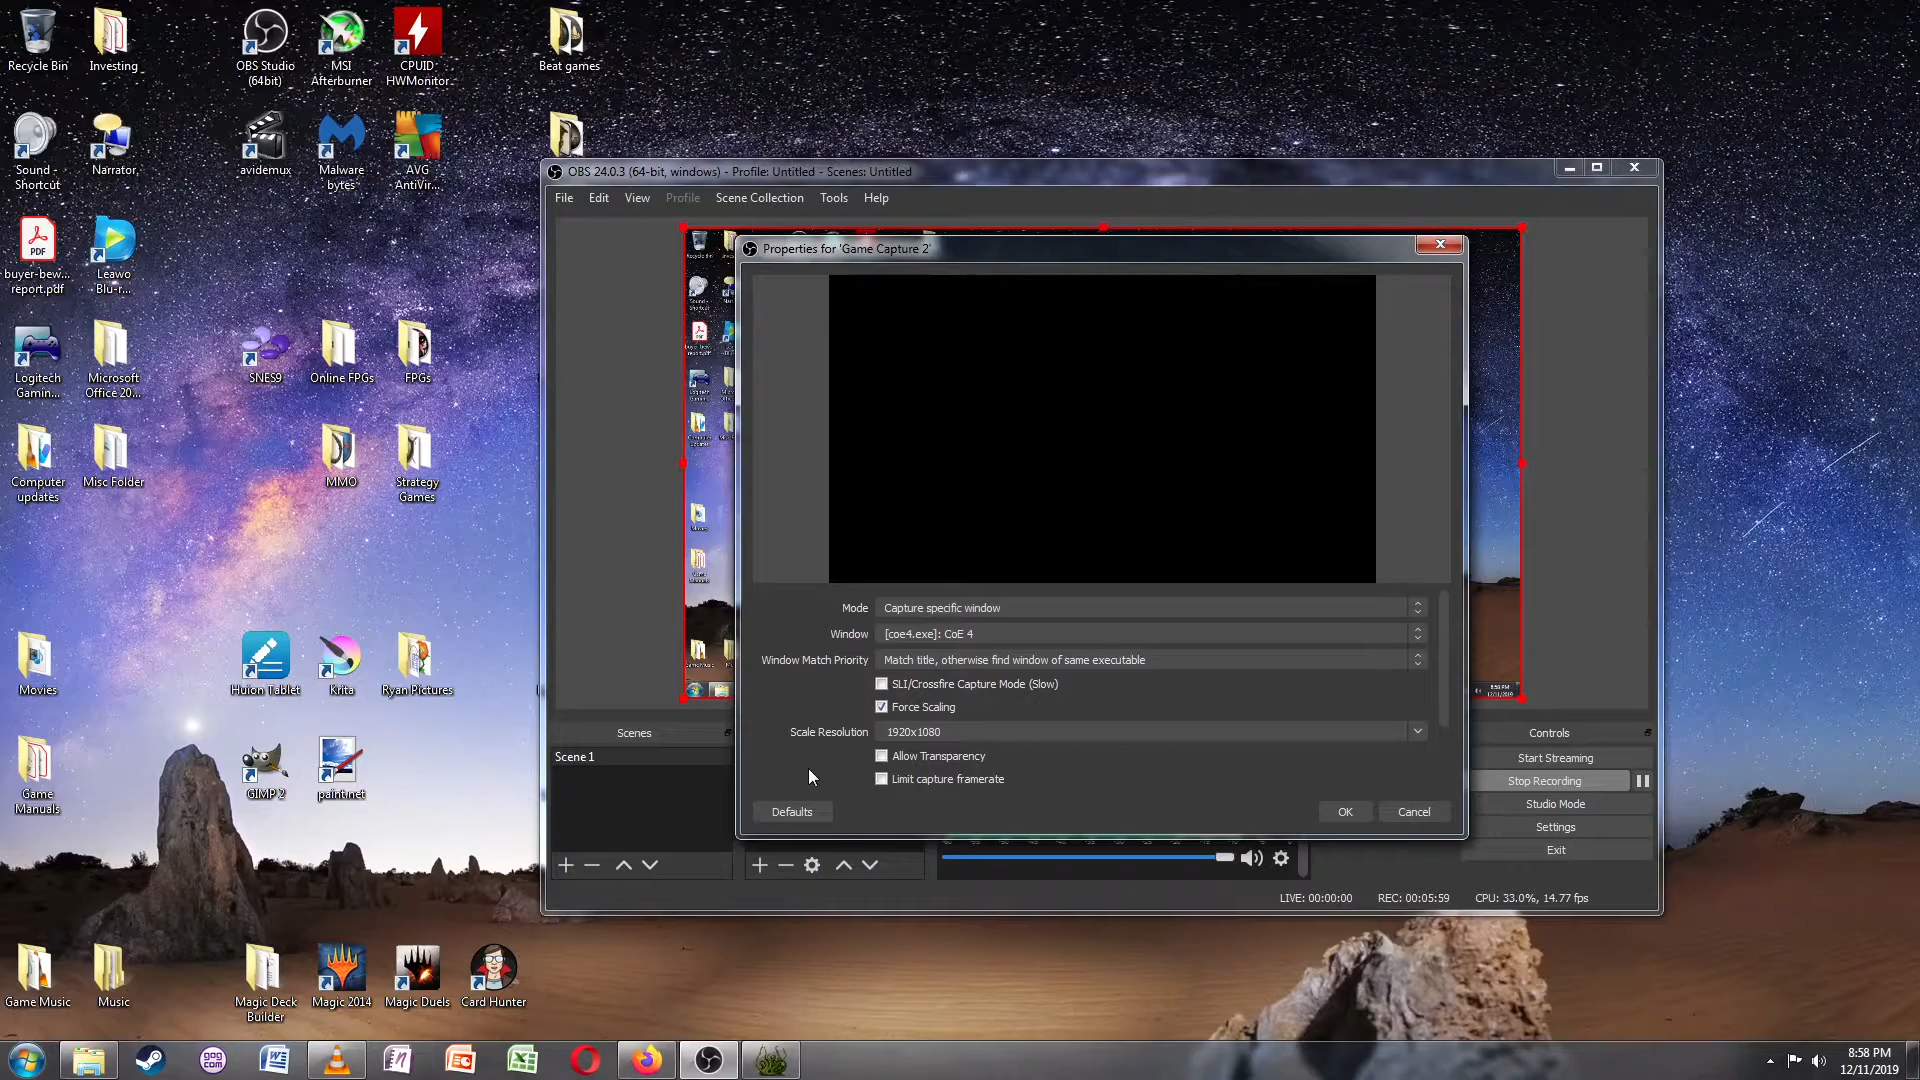 Recycle Bin
Investing
OBS Studio
(64bit)
MSI
Afterburner
CPUID
HWMonitor
Beat games
Sound -
Shortcut
Narrator
avidemux
Malware
bytes
AVG
AntiVir...
PDF
buyer-bew...
report.pdf
Leawo
Blu-r...
Logitech
Gamin...
Microsoft
Office 20...
SNES9
Online FPGs
FPGs
Computer
updates
Misc Folder
MMO
Strategy
Games
Movies
Huion Tablet
Krita
Ryan Pictures
Game
Manuals
GIMP 2
paint.net
Game Music
Music
Magic Deck
Builder
Magic 2014
Magic Duels
Card Hunter
OBS 24.0.3 (64-bit, windows) - Profile: Untitled - Scenes: Untitled
File Edit View Profile Scene Collection Tools Help
Properties for 'Game Capture 2'
Mode Capture specific window
Window [coe4.exe]: CoE 4
Window Match Priority Match title, otherwise find window of same executable
SLI/Crossfire Capture Mode (Slow)
Force Scaling
Scale Resolution 1920x1080
Allow Transparency
Limit capture framerate
Defaults OK Cancel
Scenes
Scene 1
Controls
Start Streaming
Stop Recording
Studio Mode
Settings
Exit
LIVE: 00:00:00 REC: 00:05:59 CPU: 33.0%, 14.77 fps
gog
com
8:58 PM
12/11/2019